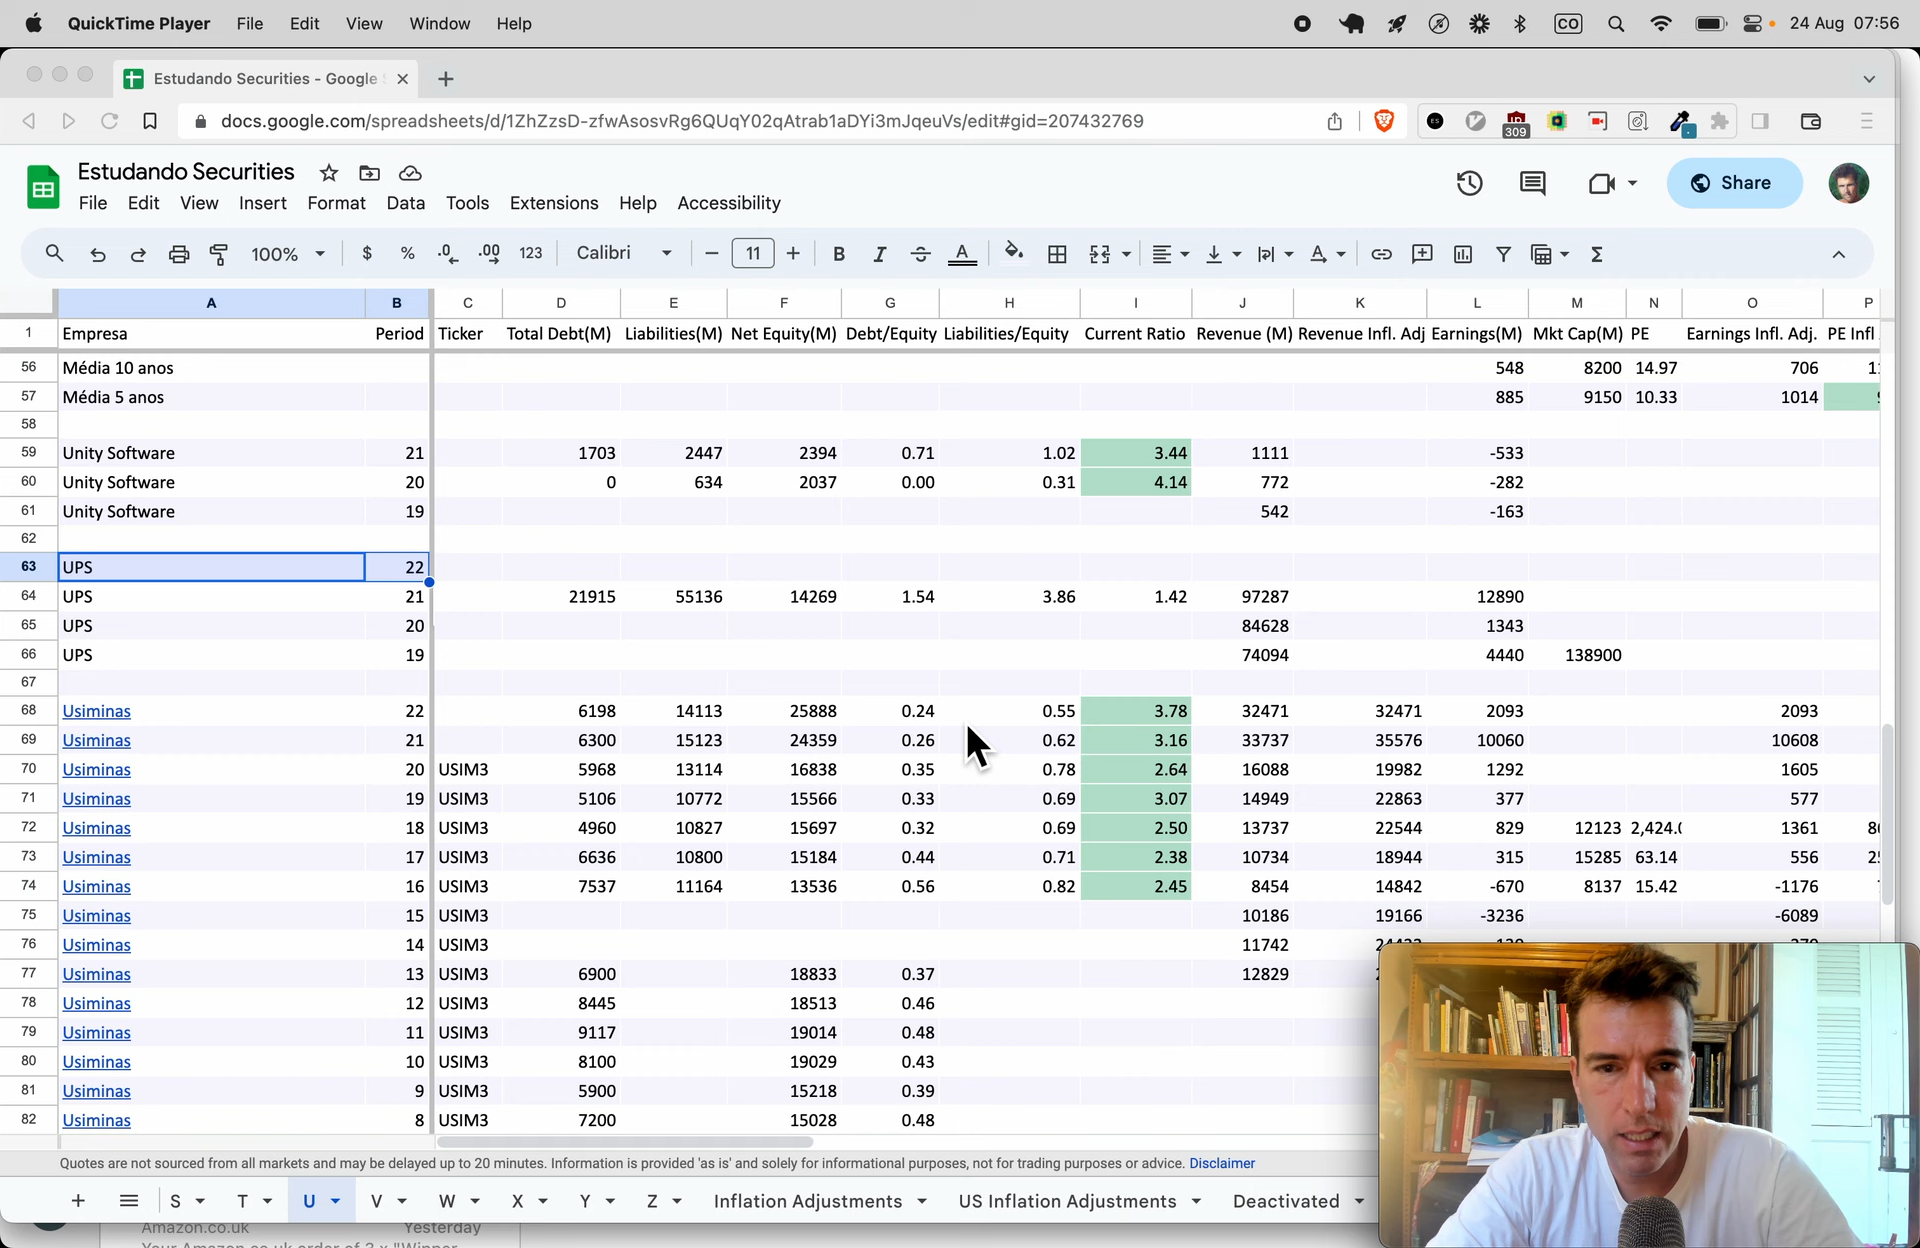 QuickTime Player File Edit View Window Help CO 24 Aug 07:56
Estudando Securities - Google
docs.google.com/spreadsheets/d/1ZhZzsD-zfwAsosvRg6QUqY02qAtrab1aDYi3mJqeuVs/edit#gid=207432769 309
Estudando Securities
File Edit View Insert Format Data Tools Extensions Help Accessibility
Share
100% $ % .0 .00 123 Calibri 11 B I A
A B C D E F G H I J K L M N O P
1 Empresa Period Ticker Total Debt(M) Liabilities(M) Net Equity(M) Debt/Equity Liabilities/Equity Current Ratio Revenue (M) Revenue Infl. Adj Earnings(M) Mkt Cap(M) PE Earnings Infl. Adj. PE Infl
56 Média 10 anos 548 8200 14.97 706
57 Média 5 anos 885 9150 10.33 1014
58
59 Unity Software 21 1703 2447 2394 0.71 1.02 3.44 1111 -533
60 Unity Software 20 0 634 2037 0.00 0.31 4.14 772 -282
61 Unity Software 19 542 -163
62
63 UPS 22
64 UPS 21 21915 55136 14269 1.54 3.86 1.42 97287 12890
65 UPS 20 84628 1343
66 UPS 19 74094 4440 138900
67
68 Usiminas 22 6198 14113 25888 0.24 0.55 3.78 32471 32471 2093 2093
69 Usiminas 21 6300 15123 24359 0.26 0.62 3.16 33737 35576 10060 10608
70 Usiminas 20 USIM3 5968 13114 16838 0.35 0.78 2.64 16088 19982 1292 1605
71 Usiminas 19 USIM3 5106 10772 15566 0.33 0.69 3.07 14949 22863 377 577
72 Usiminas 18 USIM3 4960 10827 15697 0.32 0.69 2.50 13737 22544 829 12123 2,424.0 1361
73 Usiminas 17 USIM3 6636 10800 15184 0.44 0.71 2.38 10734 18944 315 15285 63.14 556
74 Usiminas 16 USIM3 7537 11164 13536 0.56 0.82 2.45 8454 14842 -670 8137 15.42 -1176
75 Usiminas 15 USIM3 10186 19166 -3236 -6089
76 Usiminas 14 USIM3 11742
77 Usiminas 13 USIM3 6900 18833 0.37 12829
78 Usiminas 12 USIM3 8445 18513 0.46
79 Usiminas 11 USIM3 9117 19014 0.48
80 Usiminas 10 USIM3 8100 19029 0.43
81 Usiminas 9 USIM3 5900 15218 0.39
82 Usiminas 8 USIM3 7200 15028 0.48
Quotes are not sourced from all markets and may be delayed up to 20 minutes. Information is provided 'as is' and solely for informational purposes, not for trading purposes or advice. Disclaimer
S T U V W X Y Z Inflation Adjustments US Inflation Adjustments Deactivated
Amazon.co.uk Yesterday
Your Amazon.co.uk order of 3 x "Winner